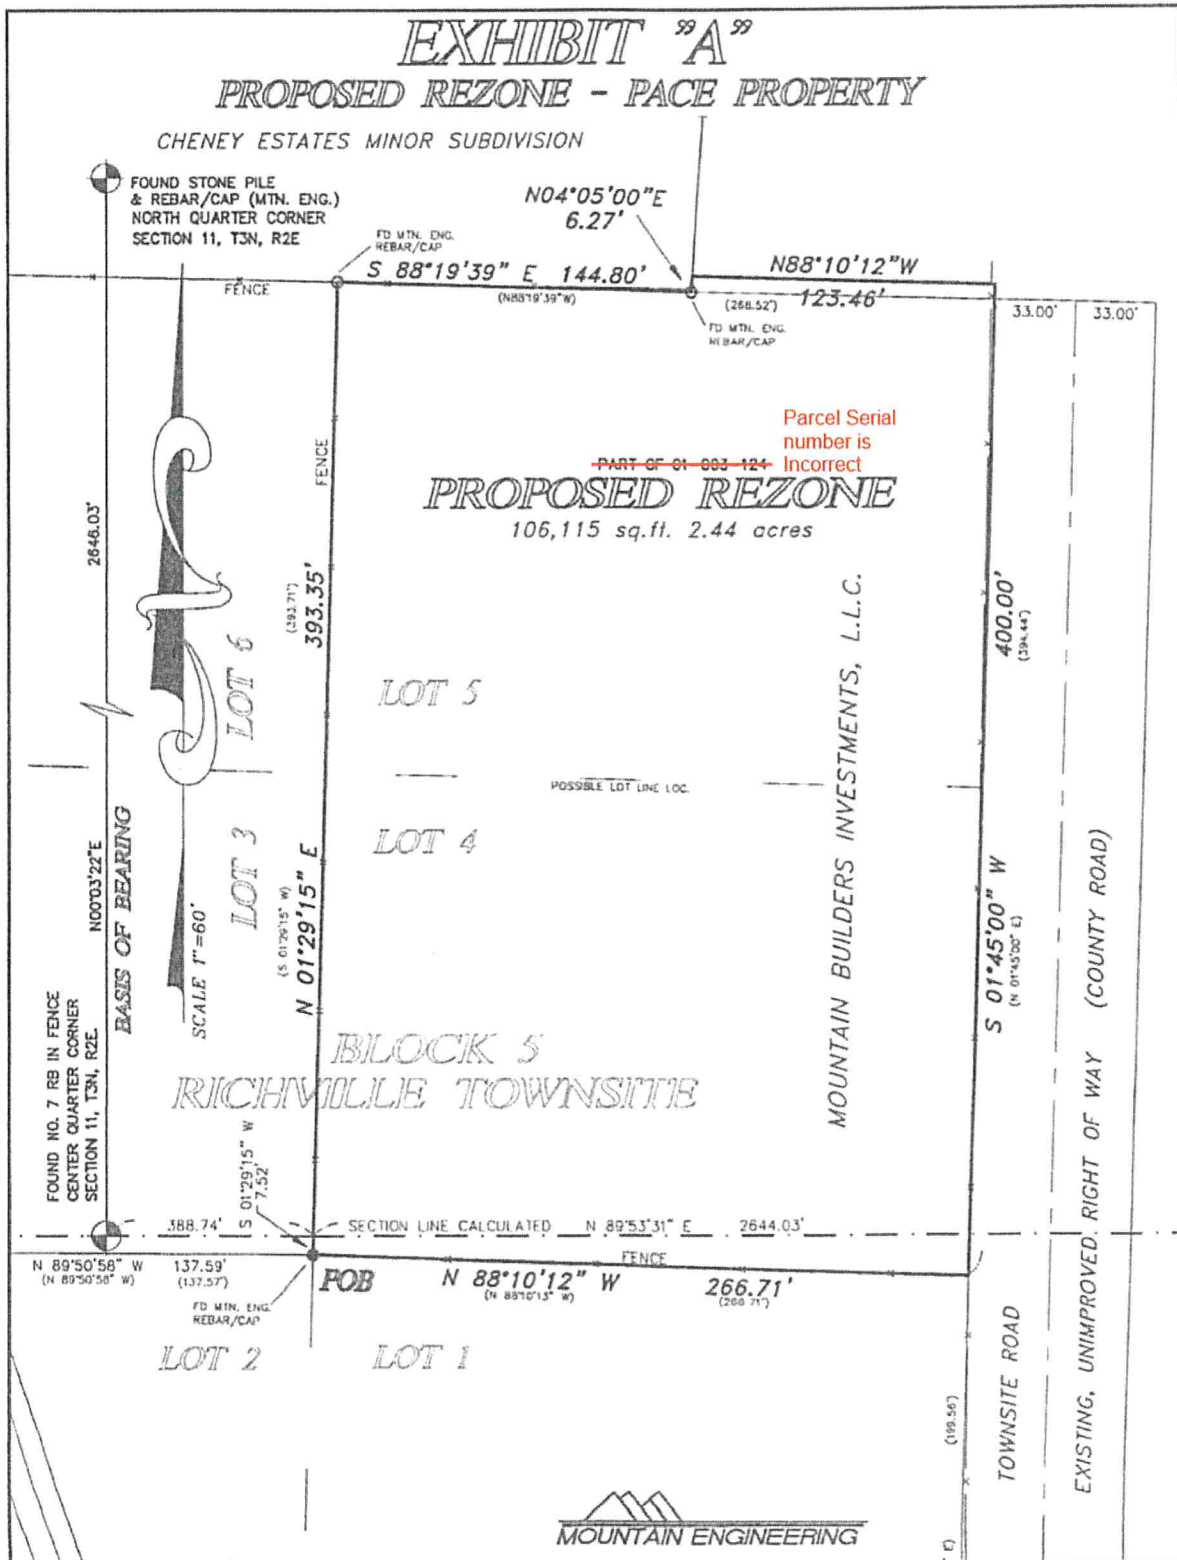 EXHIBIT "A"
PROPOSED REZONE - PACE PROPERTY
CHENEY ESTATES MINOR SUBDIVISION
FOUND STONE PILE
& REBAR/CAP (MTN. ENG.)
NORTH QUARTER CORNER
SECTION 11, T3N, R2E
N04°05'00"E
6.27'
FD MTN. ENG.
REBAR/CAP
S 88°19'39" E 144.80'
(N88°19'39"W)
N88°10'12"W
123.46'
(268.52')
FD MTN. ENG.
REBAR/CAP
33.00'
33.00'
FENCE
FENCE
Parcel Serial
number is
Incorrect
PART OF 01-003-124
PROPOSED REZONE
106,115 sq.ft. 2.44 acres
2646.03'
(393.71')
393.35'
400.00'
(394.44')
MOUNTAIN BUILDERS INVESTMENTS, L.L.C.
LOT 6
LOT 5
POSSIBLE LOT LINE LOC.
LOT 3
LOT 4
N00°03'22"E
BASIS OF BEARING
SCALE 1"=60'
(S 01°29'15" W)
N 01°29'15" E
S 01°45'00" W
(N 01°45'00" E)
EXISTING, UNIMPROVED RIGHT OF WAY (COUNTY ROAD)
BLOCK 5
RICHVILLE TOWNSITE
FOUND NO. 7 RB IN FENCE
CENTER QUARTER CORNER
SECTION 11, T3N, R2E.
S 01°29'15" W
7.52'
388.74'
SECTION LINE CALCULATED N 89°53'31" E 2644.03'
FENCE
N 89°50'58" W 137.59'
(N 89°50'58" W) (137.57')
POB
N 88°10'12" W 266.71'
(N 88°10'13" W) (266.71')
FD MTN. ENG.
REBAR/CAP
LOT 2
LOT 1
TOWNSITE ROAD
(199.56')
MOUNTAIN ENGINEERING